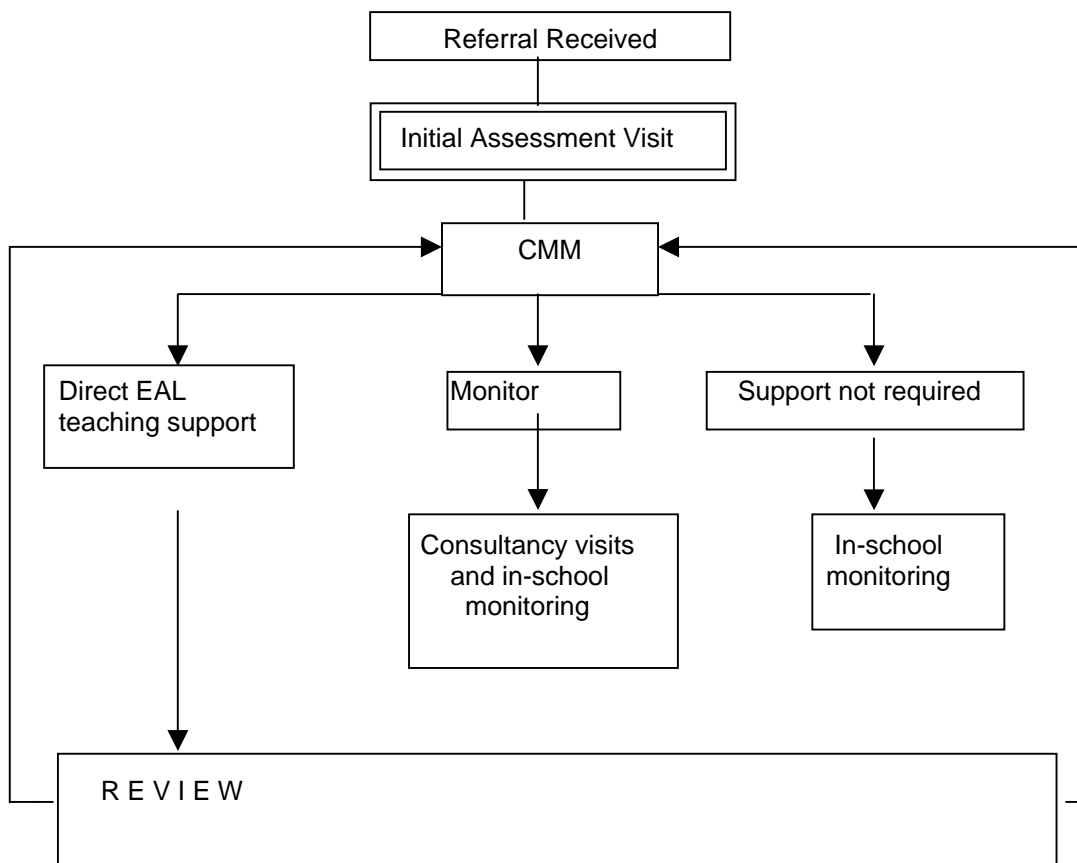 Referral Received
Initial Assessment Visit
CMM
Direct EAL
teaching support
Monitor
Support not required
Consultancy visits
and in-school
monitoring
In-school
monitoring
R E V I E W